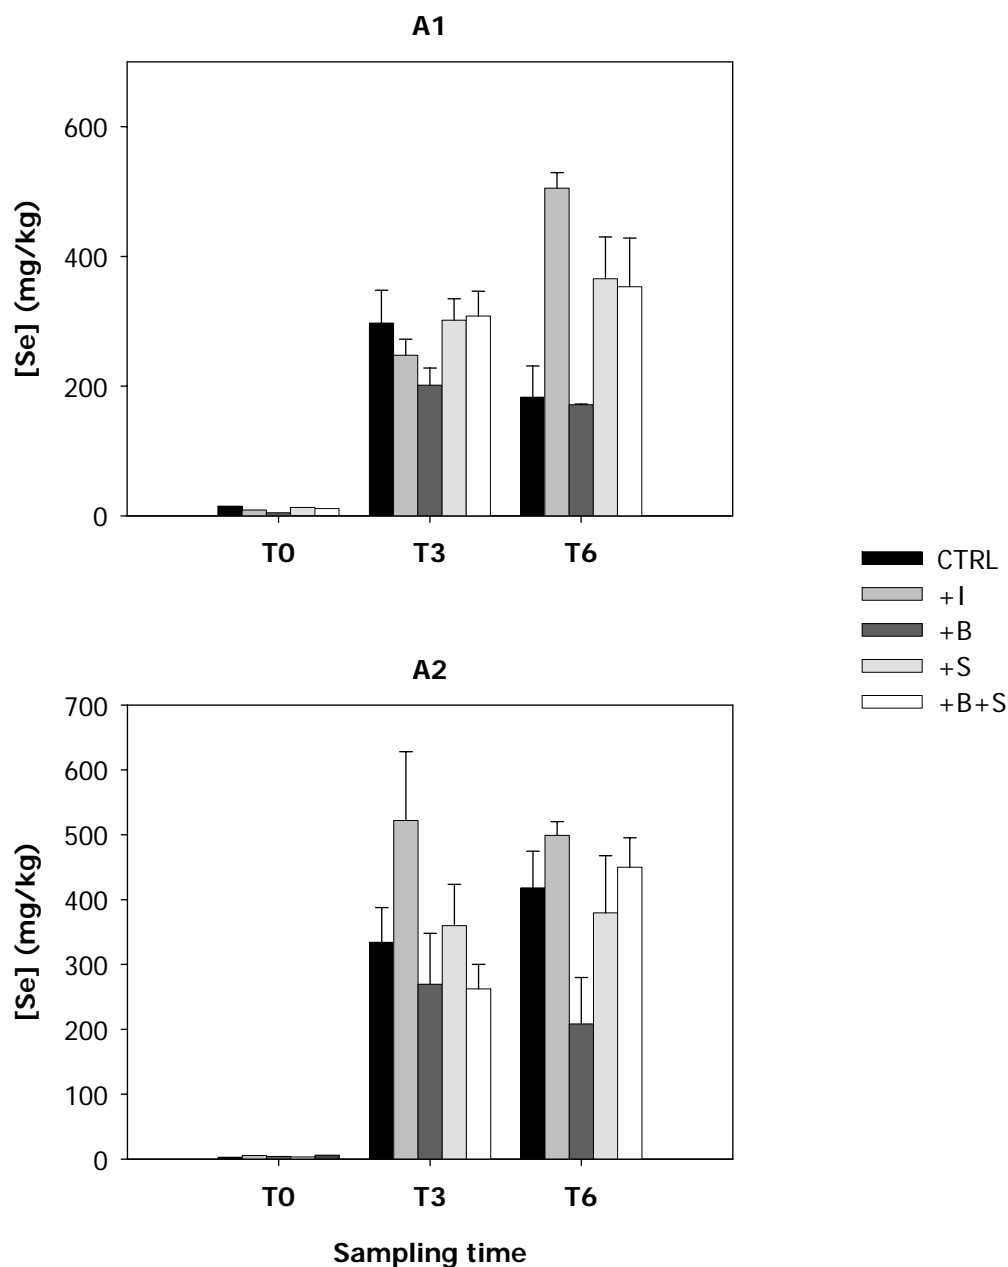 A1
600
400
200
0
[Se] (mg/kg)
T0 T3 T6
CTRL
+I
+B
+S
+B+S
A2
700
600
500
400
300
200
100
0
[Se] (mg/kg)
T0 T3 T6
Sampling time